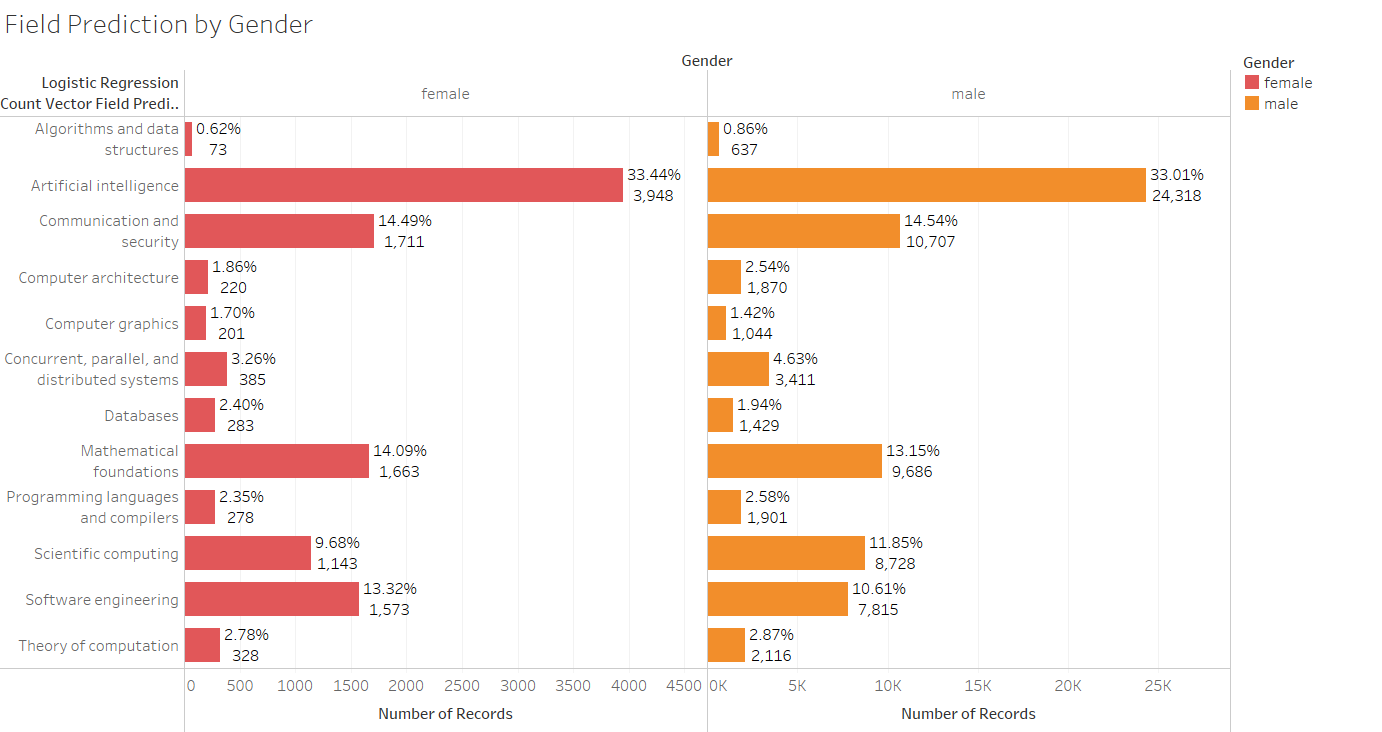 Field Prediction by Gender
Gender
Logistic Regression
Count Vector Field Predi..
female
male
Gender
female
male
Algorithms and data
structures
0.62%
73
0.86%
637
Artificial intelligence
33.44%
3,948
33.01%
24,318
Communication and
security
14.49%
1,711
14.54%
10,707
Computer architecture
1.86%
220
2.54%
1,870
Computer graphics
1.70%
201
1.42%
1,044
Concurrent, parallel, and
distributed systems
3.26%
385
4.63%
3,411
Databases
2.40%
283
1.94%
1,429
Mathematical
foundations
14.09%
1,663
13.15%
9,686
Programming languages
and compilers
2.35%
278
2.58%
1,901
Scientific computing
9.68%
1,143
11.85%
8,728
Software engineering
13.32%
1,573
10.61%
7,815
Theory of computation
2.78%
328
2.87%
2,116
0 500 1000 1500 2000 2500 3000 3500 4000 4500
0K 5K 10K 15K 20K 25K
Number of Records
Number of Records